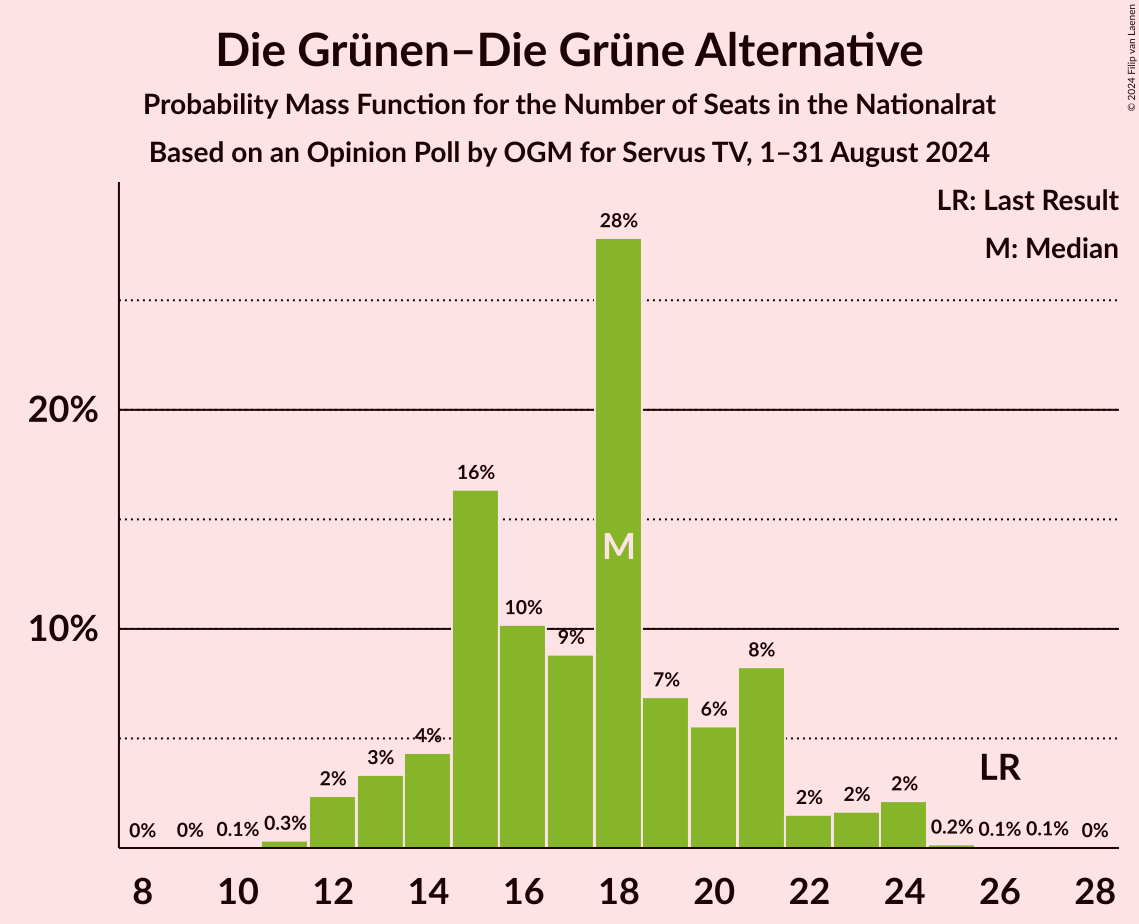 Die Grünen–Die Grüne Alternative
Probability Mass Function for the Number of Seats in the Nationalrat
Based on an Opinion Poll by OGM for Servus TV, 1–31 August 2024
© 2024 Filip van Laenen
LR: Last Result
M: Median
28%
20%
16%
M
10%
10%
9%
8%
7%
6%
4%
3%
2%
2%
2%
2%
LR
0%
0%
0.1%
0.3%
0.2%
0.1%
0.1%
0%
8 10 12 14 16 18 20 22 24 26 28